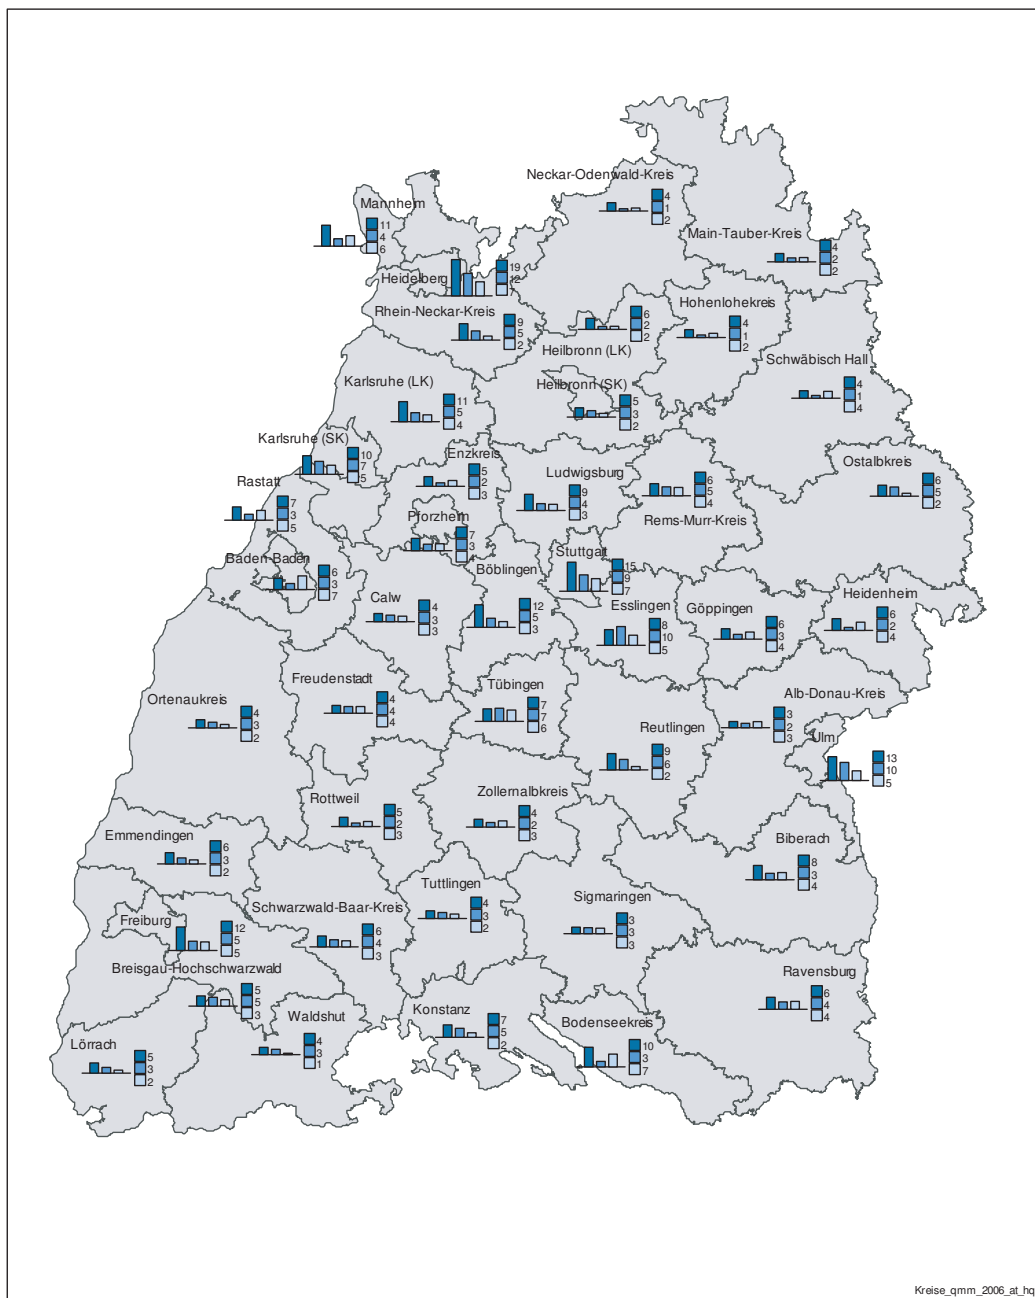 Neckar-Odenwald-Kreis
4
1
2
Mannheim
11
4
6
Main-Tauber-Kreis
4
2
2
Heidelberg
19
12
7
Rhein-Neckar-Kreis
9
5
2
6
2
2
Heilbronn (LK)
Hohenlohekreis
4
1
2
Schwäbisch Hall
4
1
4
Karlsruhe (LK)
11
5
4
Heilbronn (SK)
5
3
2
Karlsruhe (SK)
10
7
5
Enzkreis
5
2
3
Ludwigsburg
9
4
3
6
5
4
Rems-Murr-Kreis
Ostalbkreis
6
5
2
Rastatt
7
3
5
Pforzheim
7
3
4
Baden-Baden
6
3
7
Stuttgart
15
9
7
Böblingen
12
5
3
Calw
4
3
3
Esslingen
8
10
5
Göppingen
6
3
4
Heidenheim
6
2
4
Ortenaukreis
4
3
2
Freudenstadt
4
4
4
Tübingen
7
7
6
Reutlingen
9
6
2
Alb-Donau-Kreis
3
2
3
Ulm
13
10
5
Rottweil
5
2
3
Zollernalbkreis
4
2
3
Emmendingen
6
3
2
Biberach
8
3
4
Freiburg
12
5
5
Schwarzwald-Baar-Kreis
6
4
3
Tuttlingen
4
3
2
Sigmaringen
3
3
3
Breisgau-Hochschwarzwald
5
5
3
Ravensburg
6
4
4
Lörrach
5
3
2
Waldshut
4
3
1
Konstanz
7
5
2
Bodenseekreis
10
3
7
Kreise_qmm_2006_at_hq